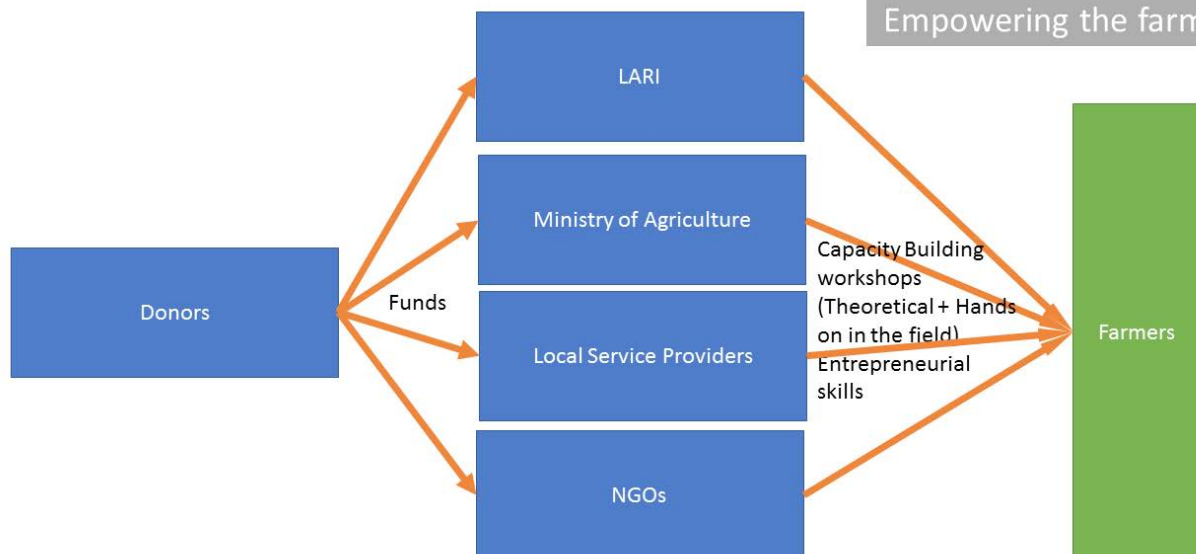 Empowering the farm
LARI
Ministry of Agriculture
Donors
Funds
Local Service Providers
NGOs
Capacity Building
workshops
(Theoretical + Hands
on in the field)
Entrepreneurial
skills
Farmers